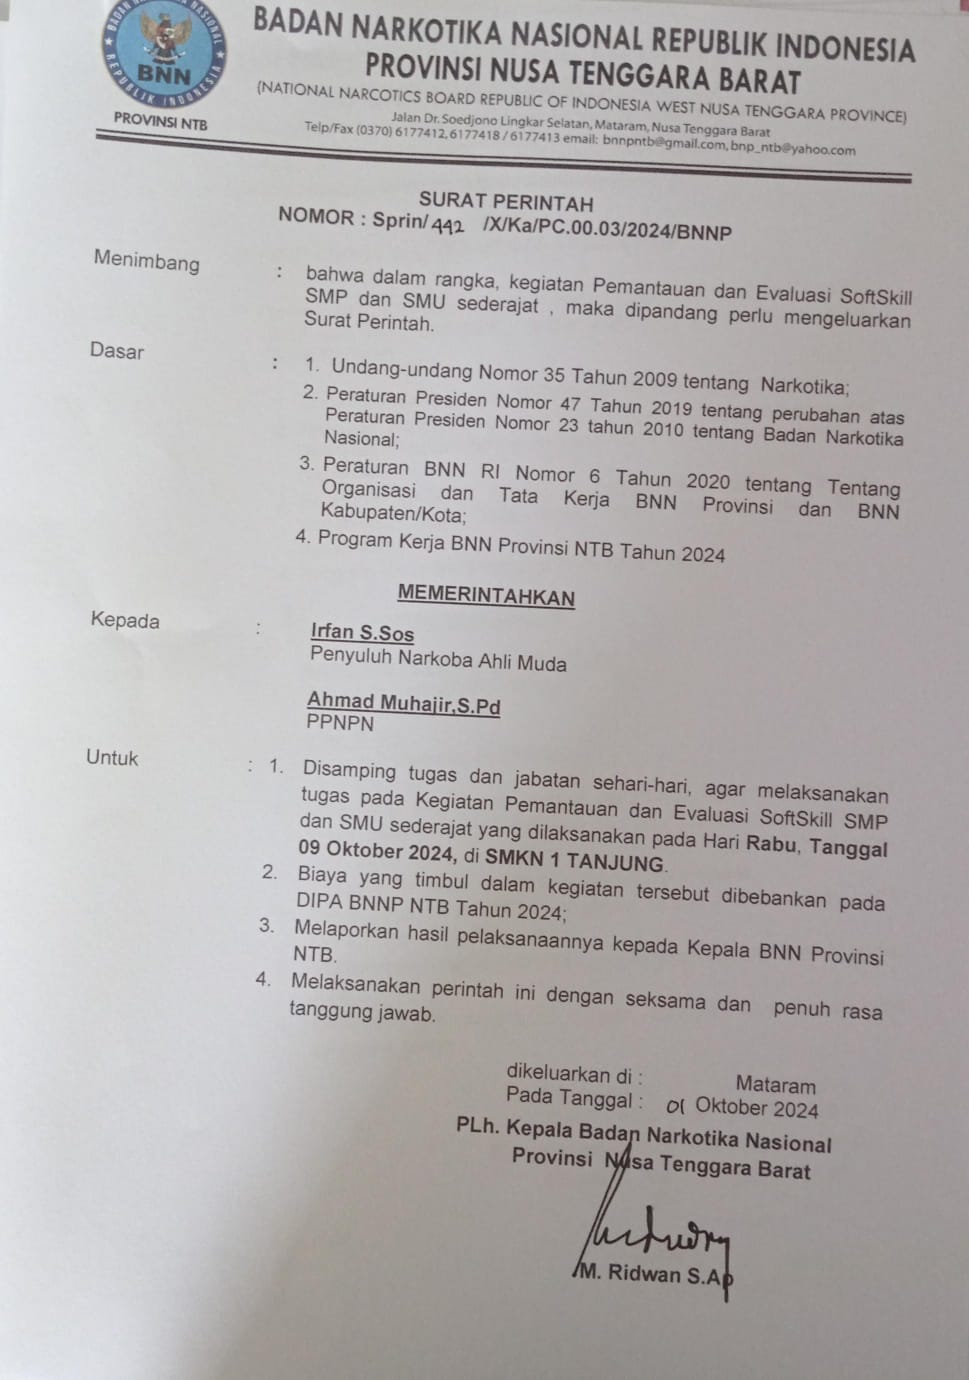 BADAN NARKOTIKA NASIONAL
REPUBLIK INDONESIA
BNN
PROVINSI NTB
BADAN NARKOTIKA NASIONAL REPUBLIK INDONESIA
PROVINSI NUSA TENGGARA BARAT
(NATIONAL NARCOTICS BOARD REPUBLIC OF INDONESIA WEST NUSA TENGGARA PROVINCE)
Jalan Dr. Soedjono Lingkar Selatan, Mataram, Nusa Tenggara Barat
Telp/Fax (0370) 6177412, 6177418 / 6177413 email: bnnpntb@gmail.com, bnp_ntb@yahoo.com
SURAT PERINTAH
NOMOR : Sprin/ 442 /X/Ka/PC.00.03/2024/BNNP
Menimbang : bahwa dalam rangka, kegiatan Pemantauan dan Evaluasi SoftSkill
SMP dan SMU sederajat , maka dipandang perlu mengeluarkan
Surat Perintah.
Dasar : 1. Undang-undang Nomor 35 Tahun 2009 tentang Narkotika;
2. Peraturan Presiden Nomor 47 Tahun 2019 tentang perubahan atas
Peraturan Presiden Nomor 23 tahun 2010 tentang Badan Narkotika
Nasional;
3. Peraturan BNN RI Nomor 6 Tahun 2020 tentang Tentang
Organisasi dan Tata Kerja BNN Provinsi dan BNN
Kabupaten/Kota;
4. Program Kerja BNN Provinsi NTB Tahun 2024
MEMERINTAHKAN
Kepada : Irfan S.Sos
Penyuluh Narkoba Ahli Muda
Ahmad Muhajir,S.Pd
PPNPN
Untuk : 1. Disamping tugas dan jabatan sehari-hari, agar melaksanakan
tugas pada Kegiatan Pemantauan dan Evaluasi SoftSkill SMP
dan SMU sederajat yang dilaksanakan pada Hari Rabu, Tanggal
09 Oktober 2024, di SMKN 1 TANJUNG.
2. Biaya yang timbul dalam kegiatan tersebut dibebankan pada
DIPA BNNP NTB Tahun 2024;
3. Melaporkan hasil pelaksanaannya kepada Kepala BNN Provinsi
NTB.
4. Melaksanakan perintah ini dengan seksama dan penuh rasa
tanggung jawab.
dikeluarkan di : Mataram
Pada Tanggal : 01 Oktober 2024
PLh. Kepala Badan Narkotika Nasional
Provinsi Nusa Tenggara Barat
M. Ridwan S.Ap